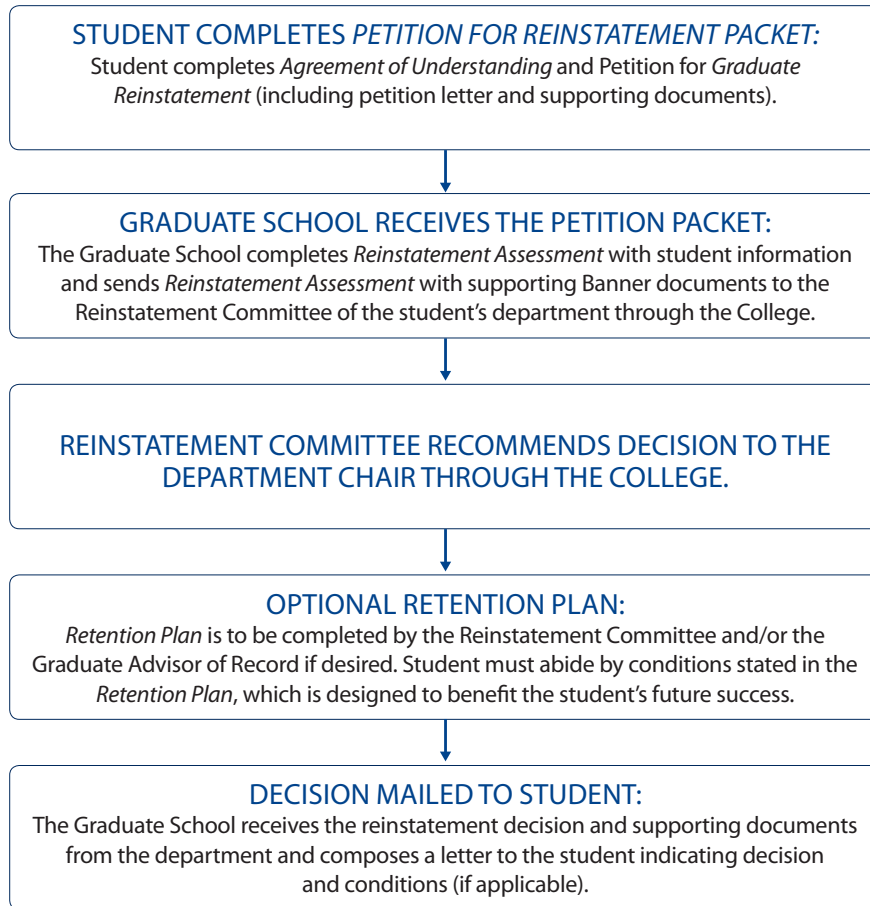 STUDENT COMPLETES PETITION FOR REINSTATEMENT PACKET:
Student completes Agreement of Understanding and Petition for Graduate
Reinstatement (including petition letter and supporting documents).
GRADUATE SCHOOL RECEIVES THE PETITION PACKET:
The Graduate School completes Reinstatement Assessment with student information
and sends Reinstatement Assessment with supporting Banner documents to the
Reinstatement Committee of the student’s department through the College.
REINSTATEMENT COMMITTEE RECOMMENDS DECISION TO THE
DEPARTMENT CHAIR THROUGH THE COLLEGE.
OPTIONAL RETENTION PLAN:
Retention Plan is to be completed by the Reinstatement Committee and/or the
Graduate Advisor of Record if desired. Student must abide by conditions stated in the
Retention Plan, which is designed to benefit the student’s future success.
DECISION MAILED TO STUDENT:
The Graduate School receives the reinstatement decision and supporting documents
from the department and composes a letter to the student indicating decision
and conditions (if applicable).